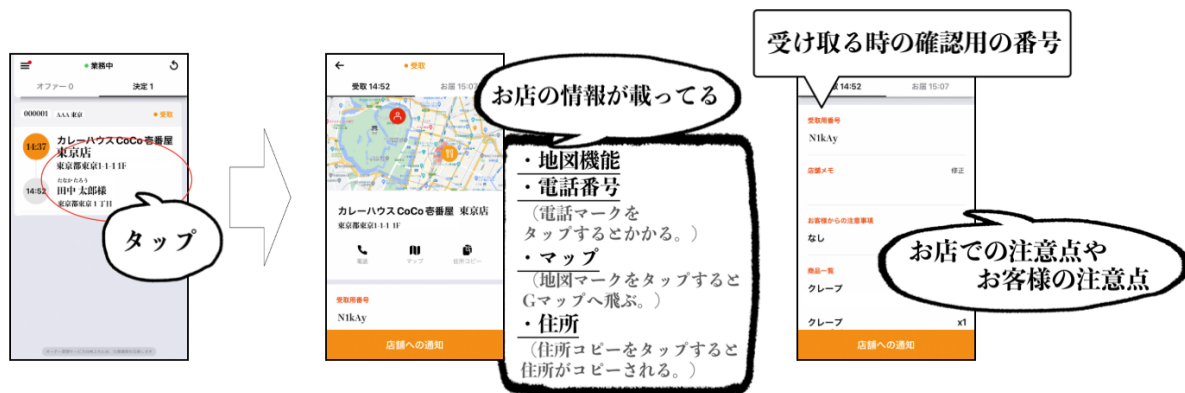 業務中
オファー 0
決定 1
000001
AAA 東京
受取
14:37
カレーハウス CoCo 壱番屋
東京店
東京都東京1-1-1 1F
14:52
たなか たろう
田中 太郎様
東京都東京 1 丁目
タップ
受取
受取 14:52
お届 15:07
カレーハウス CoCo 壱番屋 東京店
東京都東京1-1-1 1F
電話
マップ
住所コピー
受取用番号
N1kAy
店舗への通知
お店の情報が載ってる
・地図機能
・電話番号
（電話マークを
タップするとかかる。）
・マップ
（地図マークをタップすると
Gマップへ飛ぶ。）
・住所
（住所コピーをタップすると
住所がコピーされる。）
受け取る時の確認用の番号
14:52
お届 15:07
受取用番号
N1kAy
店舗メモ
修正
お客様からの注意事項
なし
商品一覧
クレープ
クレープ
x1
店舗への通知
お店での注意点や
お客様の注意点